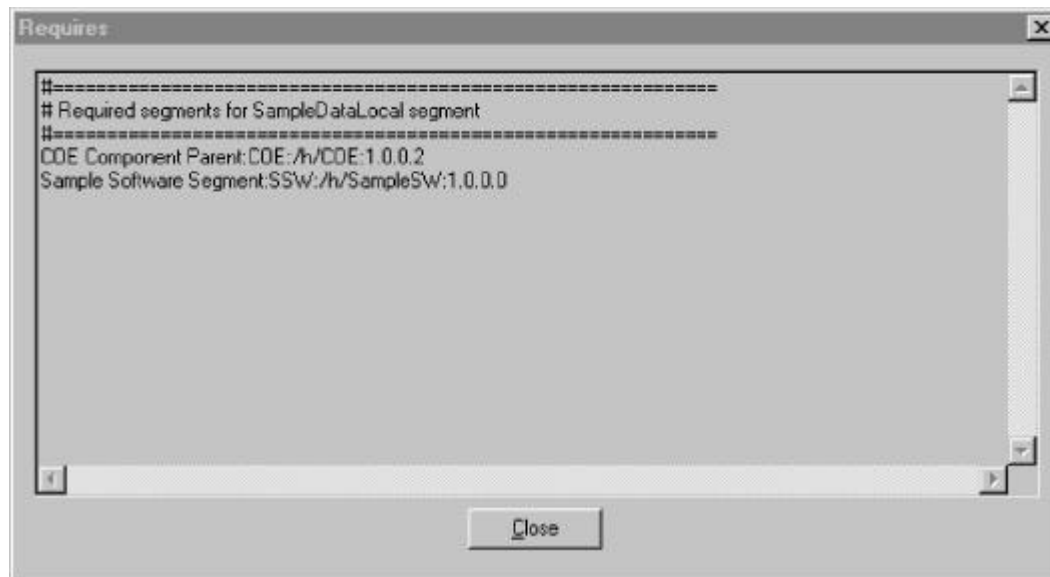 Requires
#==============================================================
# Required segments for SampleDataLocal segment
#==============================================================
COE Component Parent:COE:/h/COE:1.0.0.2
Sample Software Segment:SSW:/h/SampleSW:1.0.0.0
Close